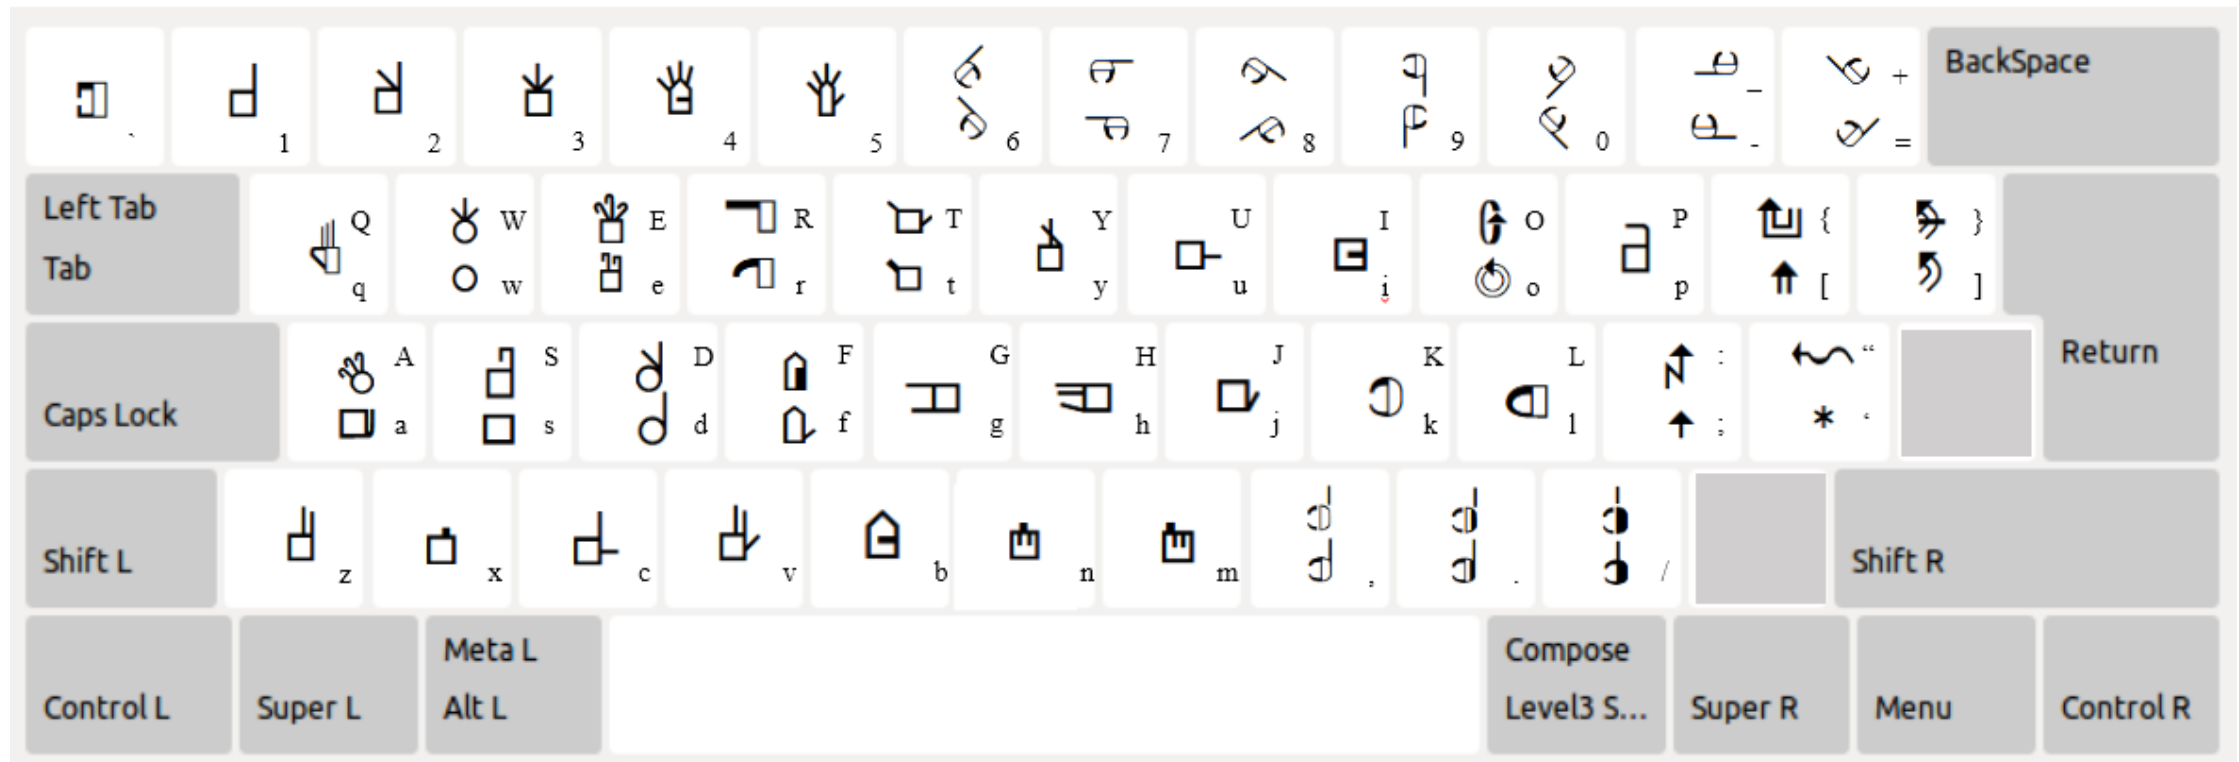 ` 1 2 3 4 5 6 7 8 9 0 _ - + = BackSpace
Left Tab Tab Q q W w E e R r T t Y y U u I i O o P p { [ } ]
Caps Lock A a S s D d F f G g H h J j K k L l : ; “ ‘ Return
Shift L z x c v b n m , . / Shift R
Control L Super L Meta L Alt L Compose Level3 S... Super R Menu Control R